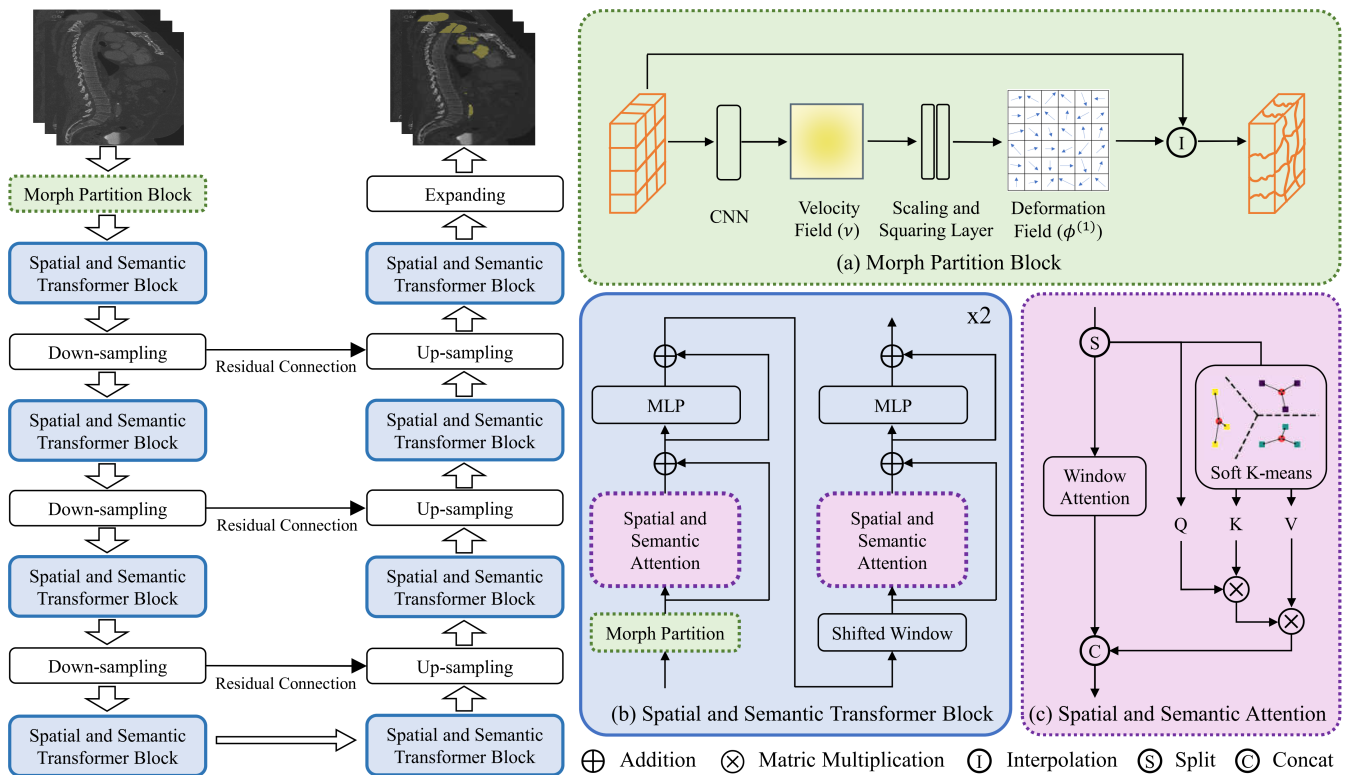 Morph Partition Block
Spatial and Semantic
Transformer Block
Down-sampling
Spatial and Semantic
Transformer Block
Down-sampling
Spatial and Semantic
Transformer Block
Down-sampling
Spatial and Semantic
Transformer Block
Residual Connection
Residual Connection
Residual Connection
Expanding
Spatial and Semantic
Transformer Block
Up-sampling
Spatial and Semantic
Transformer Block
Up-sampling
Spatial and Semantic
Transformer Block
Up-sampling
Spatial and Semantic
Transformer Block
I
CNN
Velocity
Field (ν)
Scaling and
Squaring Layer
Deformation
Field (ϕ⁽¹⁾)
(a) Morph Partition Block
x2
MLP
Spatial and
Semantic
Attention
Morph Partition
MLP
Spatial and
Semantic
Attention
Shifted Window
(b) Spatial and Semantic Transformer Block
S
Soft K-means
Window
Attention
Q K V
C
(c) Spatial and Semantic Attention
Addition
Matric Multiplication
I Interpolation
S Split
C Concat